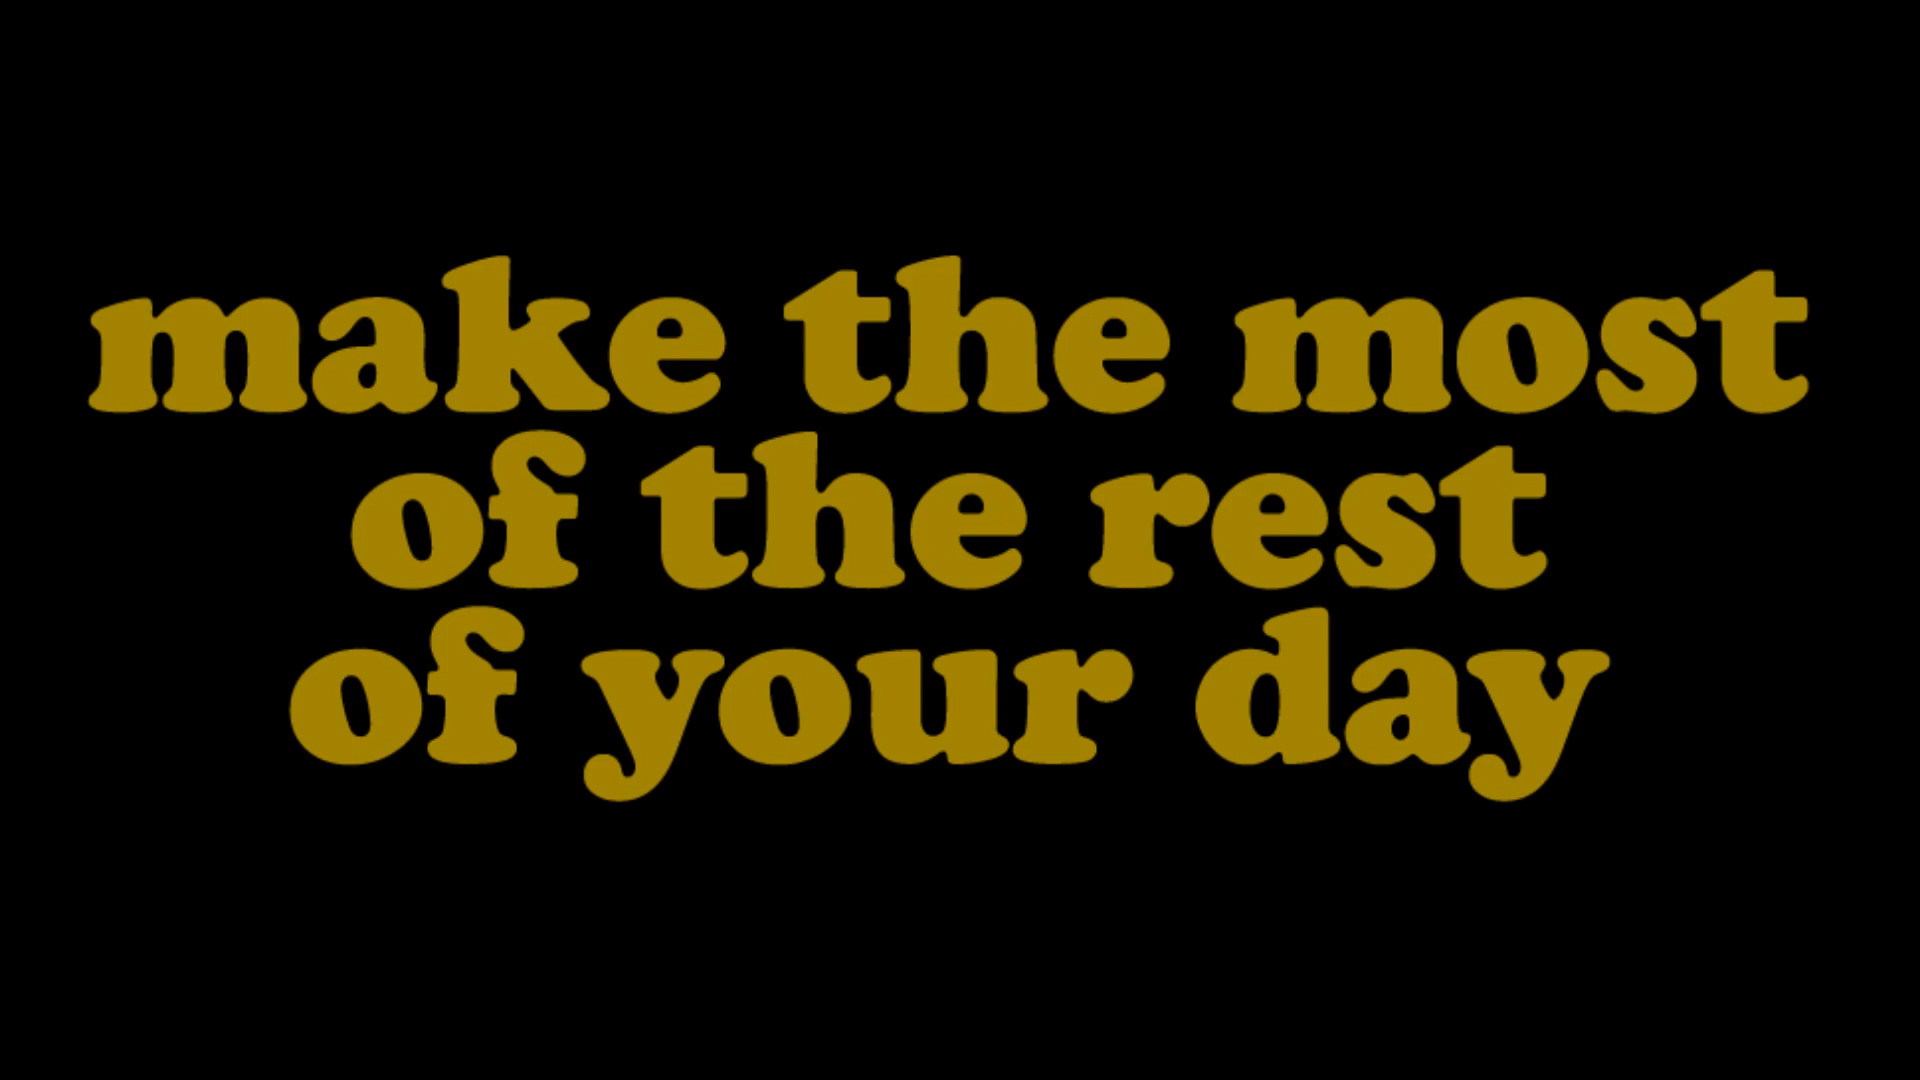 make the most
of the rest
of your day